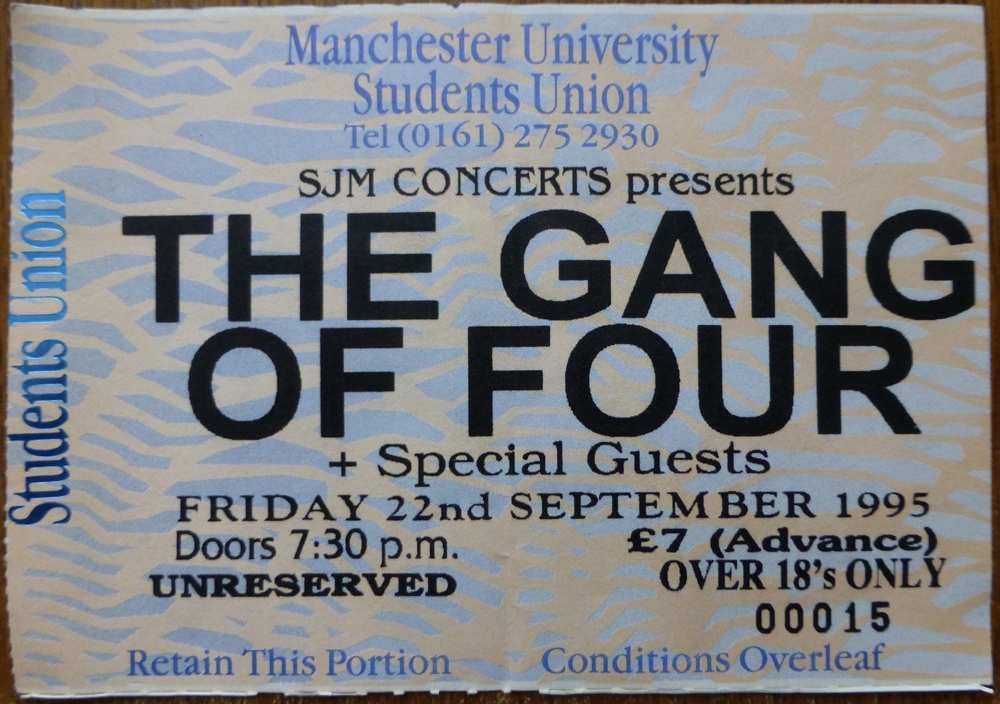 Manchester University
Students Union
Tel (0161) 275 2930
SJM CONCERTS presents
THE GANG
OF FOUR
+ Special Guests
FRIDAY 22nd SEPTEMBER 1995
Doors 7:30 p.m.
£7 (Advance)
UNRESERVED
OVER 18's ONLY
00015
Retain This Portion
Conditions Overleaf
Students Union